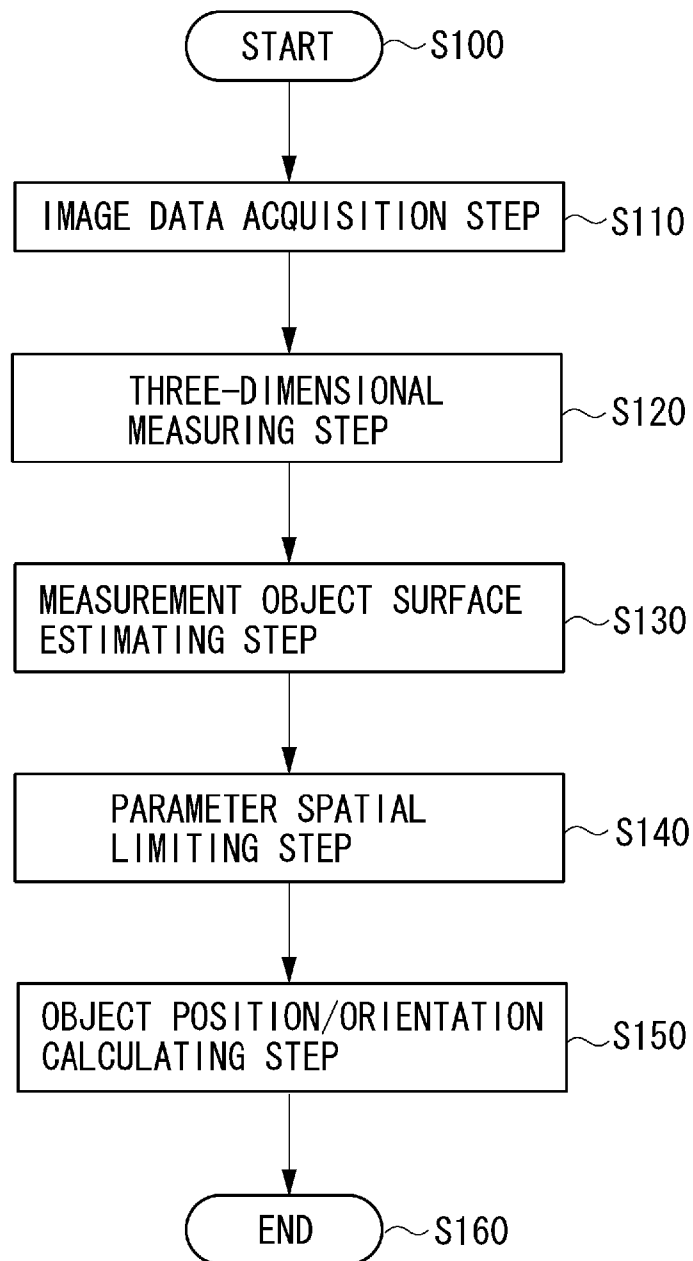 START
S100
IMAGE DATA ACQUISITION STEP
S110
THREE-DIMENSIONAL
MEASURING STEP
S120
MEASUREMENT OBJECT SURFACE
ESTIMATING STEP
S130
PARAMETER SPATIAL
LIMITING STEP
S140
OBJECT POSITION/ORIENTATION
CALCULATING STEP
S150
END
S160